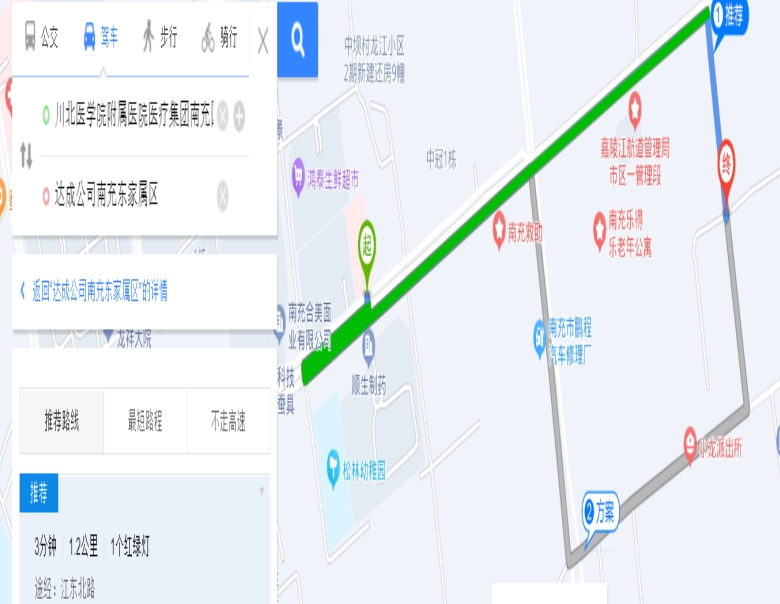 公交
驾车
步行
骑行
川北医学院附属医院医疗集团南充
达成公司南充东家属区
返回"达成公司南充东家属区"的详情
龙祥大院
推荐路线
最短路程
不走高速
推荐
3分钟 1.2公里 1个红绿灯
途经：江东北路
中坝村龙江小区
2期新建还房9幢
中冠1栋
鸿泰生鲜超市
起
南充合美面
业有限公司
科技
蚕具
顺生制药
松林幼稚园
1 推荐
嘉陵江航道管理局
市区一管理段
终
南充救助
南充乐得
乐老年公寓
南充市鹏程
汽车修理厂
小龙派出所
2 方案